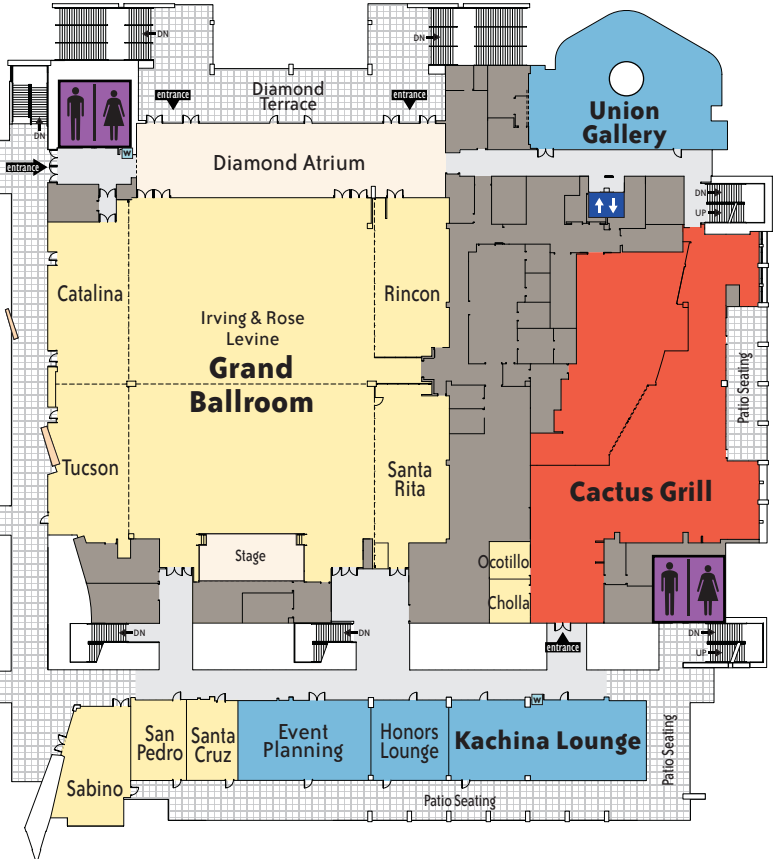 DN
DN
Diamond
Terrace
entrance
entrance
Union
Gallery
DN
W
entrance
Diamond Atrium
DN
UP
Catalina
Rincon
Irving & Rose
Levine
Grand
Ballroom
Patio Seating
Tucson
Santa
Rita
Cactus Grill
Stage
Ocotillo
Cholla
DN
DN
entrance
DN
UP
W
San
Pedro
Santa
Cruz
Event
Planning
Honors
Lounge
Kachina Lounge
Patio Seating
Sabino
Patio Seating